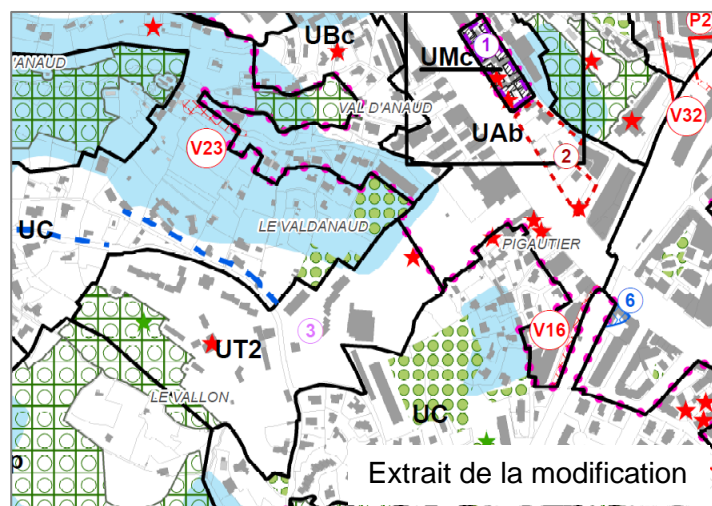 'ANAUD
UBc
1
UMc
P2
VAL D'ANAUD
V32
UAb
V23
2
LE VALDANAUD
UC
PIGAUTIER
6
3
V16
UT2
LE VALLON
UC
Extrait de la modification